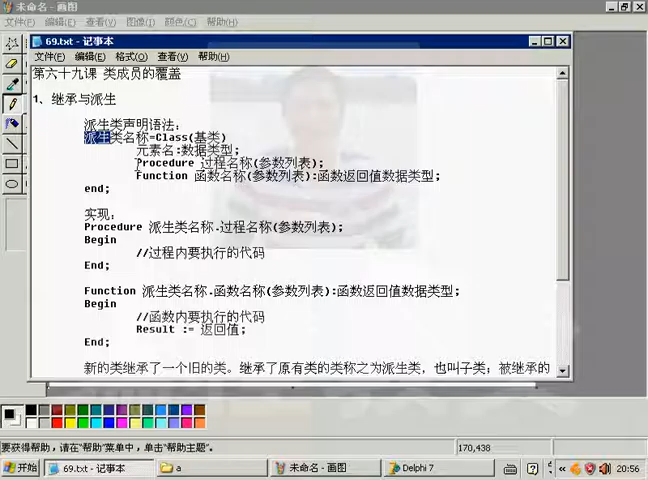 未命名 - 画图
文件(F) 编辑(E) 查看(V) 图像(I) 颜色(C) 帮助(H)
69.txt - 记事本
文件(F) 编辑(E) 格式(O) 查看(V) 帮助(H)
第六十九课 类成员的覆盖
1、继承与派生
派生类声明语法:
派生类名称=Class(基类)
元素名:数据类型;
Procedure 过程名称(参数列表);
Function 函数名称(参数列表):函数返回值数据类型;
end;
实现:
Procedure 派生类名称.过程名称(参数列表);
Begin
//过程内要执行的代码
End;
Function 派生类名称.函数名称(参数列表):函数返回值数据类型;
Begin
//函数内要执行的代码
Result := 返回值;
End;
新的类继承了一个旧的类。继承了原有类的类称之为派生类，也叫子类；被继承的
要获得帮助，请在“帮助”菜单中，单击“帮助主题”。
170,438
开始 69.txt - 记事本 a 未命名 - 画图 Delphi 7 20:56